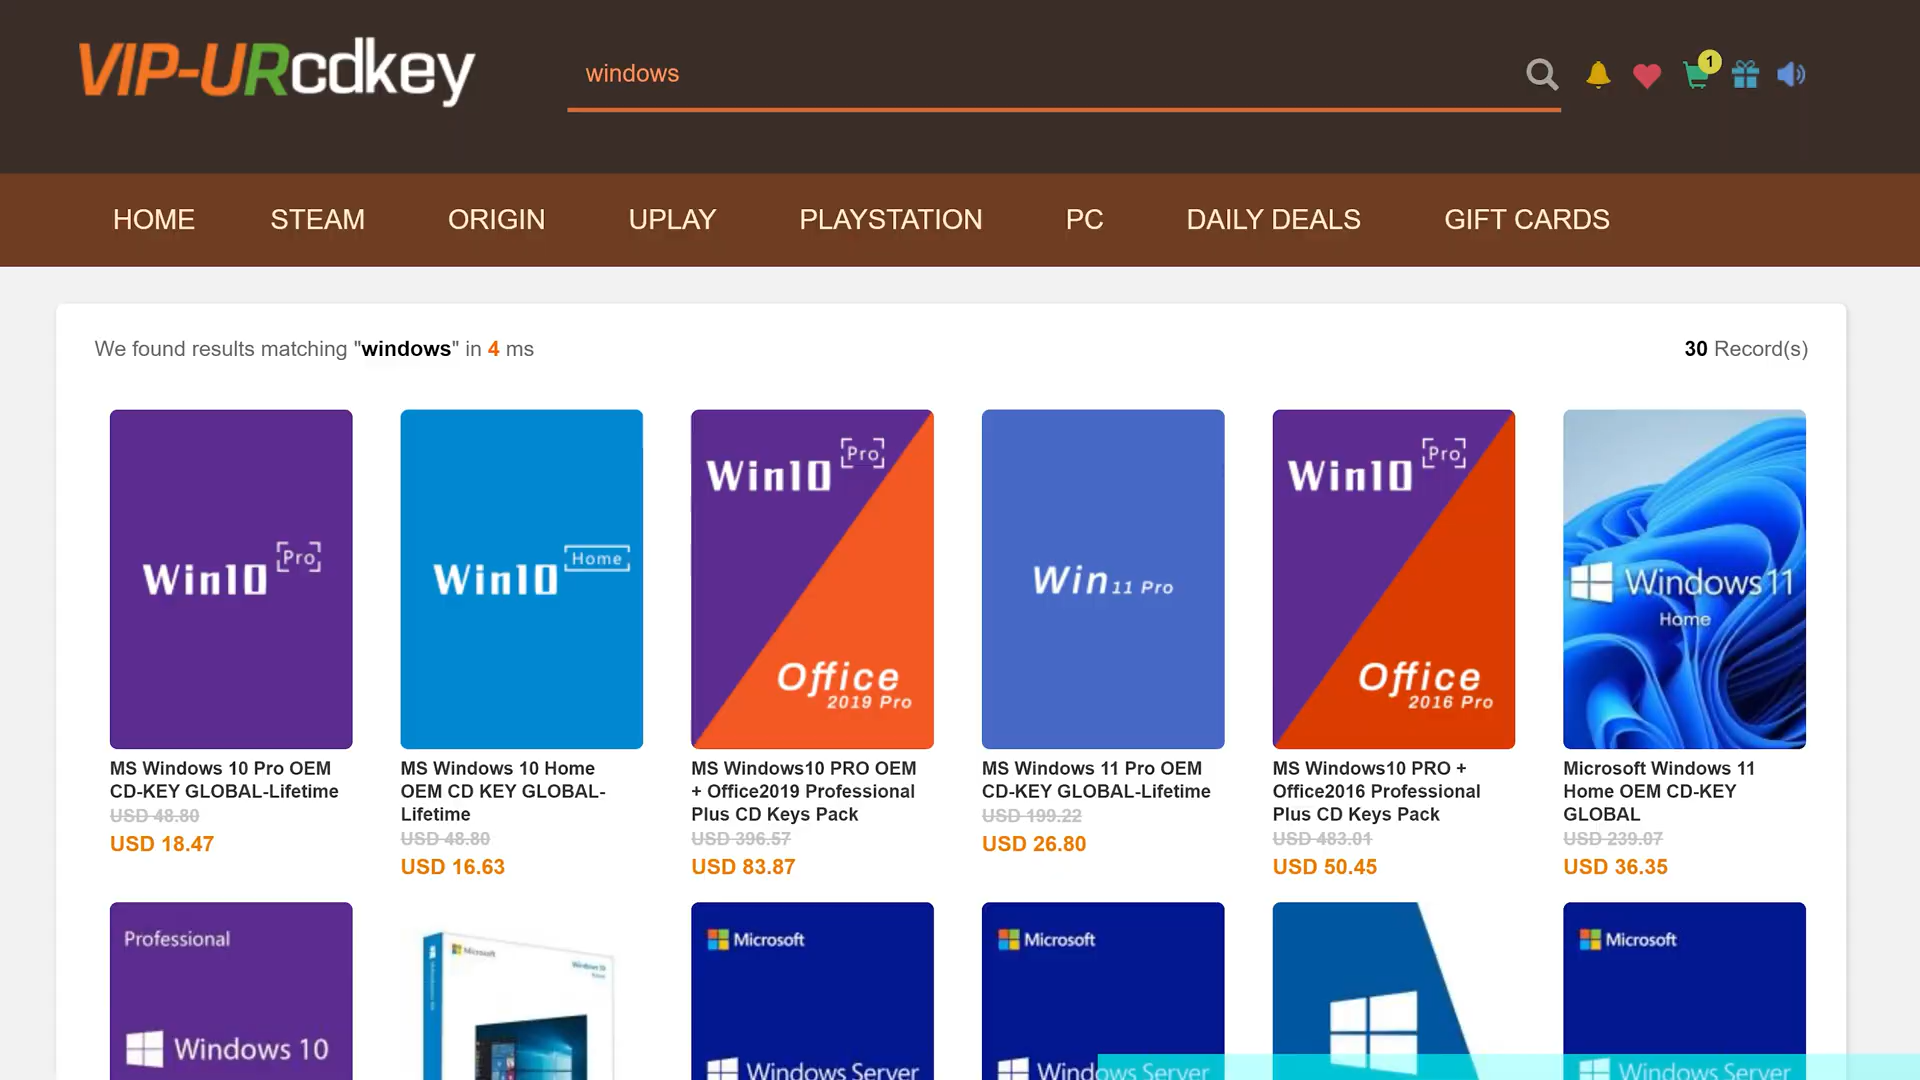 VIP-URcdkey
windows
1
HOME STEAM ORIGIN UPLAY PLAYSTATION PC DAILY DEALS GIFT CARDS
We found results matching "windows" in 4 ms
30 Record(s)
Win10 Pro
Win10 Home
Win10 Pro
Office
2019 Pro
Win 11 Pro
Win10 Pro
Office
2016 Pro
Windows 11
Home
MS Windows 10 Pro OEM
CD-KEY GLOBAL-Lifetime
USD 48.80
USD 18.47
MS Windows 10 Home
OEM CD KEY GLOBAL-
Lifetime
USD 48.80
USD 16.63
MS Windows10 PRO OEM
+ Office2019 Professional
Plus CD Keys Pack
USD 396.57
USD 83.87
MS Windows 11 Pro OEM
CD-KEY GLOBAL-Lifetime
USD 199.22
USD 26.80
MS Windows10 PRO +
Office2016 Professional
Plus CD Keys Pack
USD 483.01
USD 50.45
Microsoft Windows 11
Home OEM CD-KEY
GLOBAL
USD 239.07
USD 36.35
Professional
Windows 10
Microsoft
Windows 10
Microsoft
Windows Server
Microsoft
Windows Server
Microsoft
Windows Server